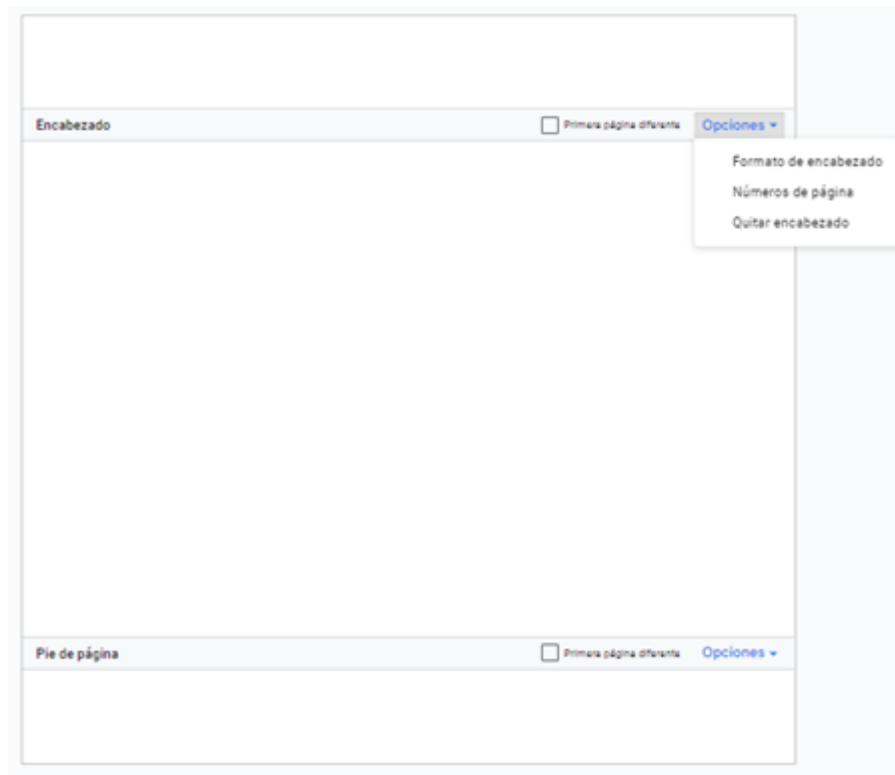 Encabezado Primera página diferente Opciones
Formato de encabezado
Números de página
Quitar encabezado
Pie de página Primera página diferente Opciones